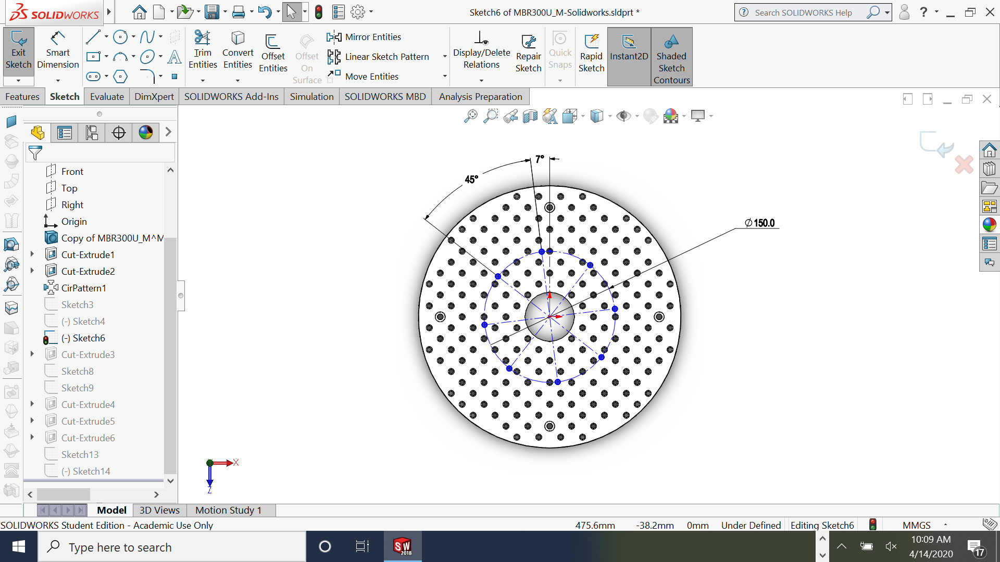 SOLIDWORKS
Sketch6 of MBR300U_M-Solidworks.sldprt *
Search SOLIDWORKS Help
?
Exit Sketch
Smart Dimension
Trim Entities
Convert Entities
Offset Entities
Offset On Surface
Mirror Entities
Linear Sketch Pattern
Move Entities
Display/Delete Relations
Repair Sketch
Quick Snaps
Rapid Sketch
Instant2D
Shaded Sketch Contours
Features
Sketch
Evaluate
DimXpert
SOLIDWORKS Add-Ins
Simulation
SOLIDWORKS MBD
Analysis Preparation
Front
Top
Right
Origin
Copy of MBR300U_M^M
Cut-Extrude1
Cut-Extrude2
CirPattern1
Sketch3
(-) Sketch4
(-) Sketch6
Cut-Extrude3
Sketch8
Sketch9
Cut-Extrude4
Cut-Extrude5
Cut-Extrude6
Sketch13
(-) Sketch14
7°
45°
∅150.0
X
Z
Model
3D Views
Motion Study 1
SOLIDWORKS Student Edition - Academic Use Only
475.6mm
-38.2mm
0mm
Under Defined
Editing Sketch6
MMGS
Type here to search
SW 2018
10:09 AM
4/14/2020
17